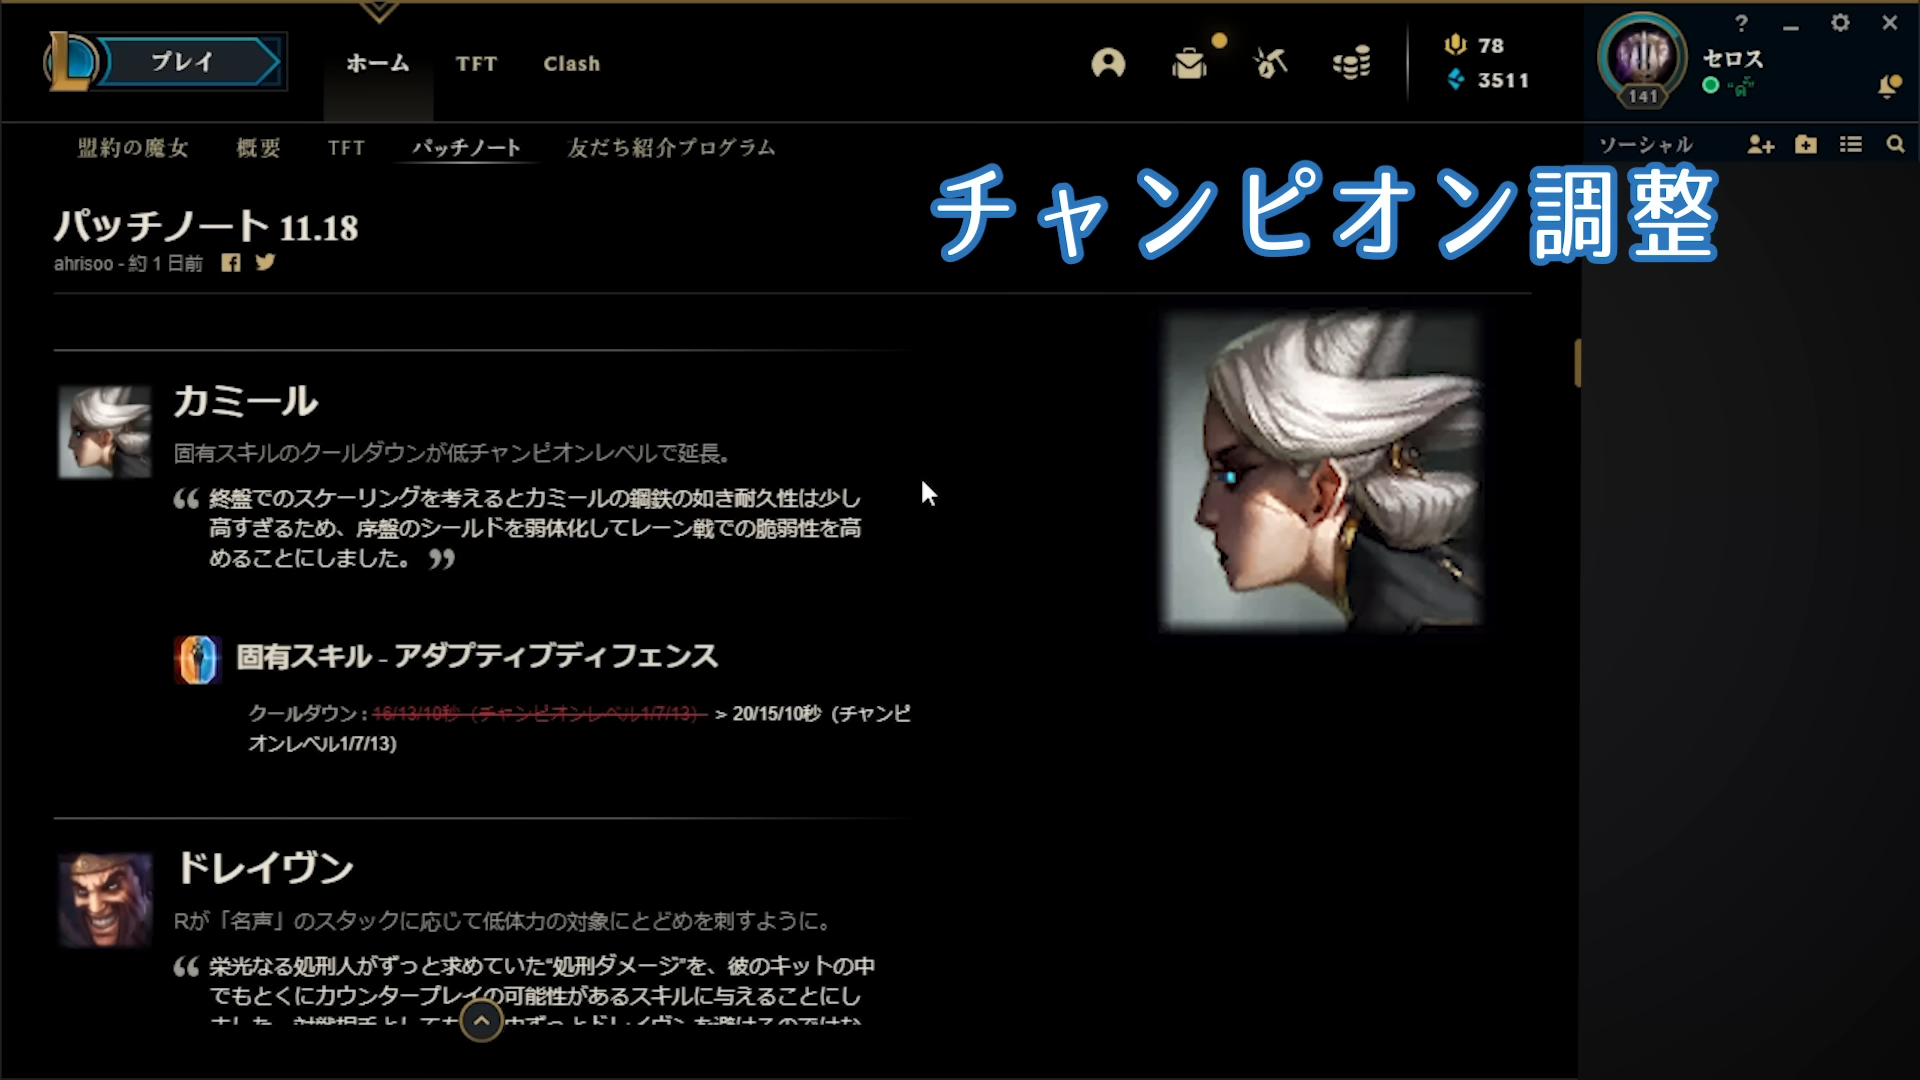 プレイ
ホーム
TFT
Clash
78
3511
141
セロス
ソーシャル
盟約の魔女
概要
TFT
パッチノート
友だち紹介プログラム
チャンピオン調整
パッチノート 11.18
ahrisoo - 約 1 日前
カミール
固有スキルのクールダウンが低チャンピオンレベルで延長。
“ 終盤でのスケーリングを考えるとカミールの鋼鉄の如き耐久性は少し
高すぎるため、序盤のシールドを弱体化してレーン戦での脆弱性を高
めることにしました。 ”
固有スキル - アダプティブディフェンス
クールダウン : 16/13/10秒（チャンピオンレベル1/7/13） > 20/15/10秒（チャンピ
オンレベル1/7/13)
ドレイヴン
Rが「名声」のスタックに応じて低体力の対象にとどめを刺すように。
“ 栄光なる処刑人がずっと求めていた“処刑ダメージ”を、彼のキットの中
でもとくにカウンタープレイの可能性があるスキルに与えることにし